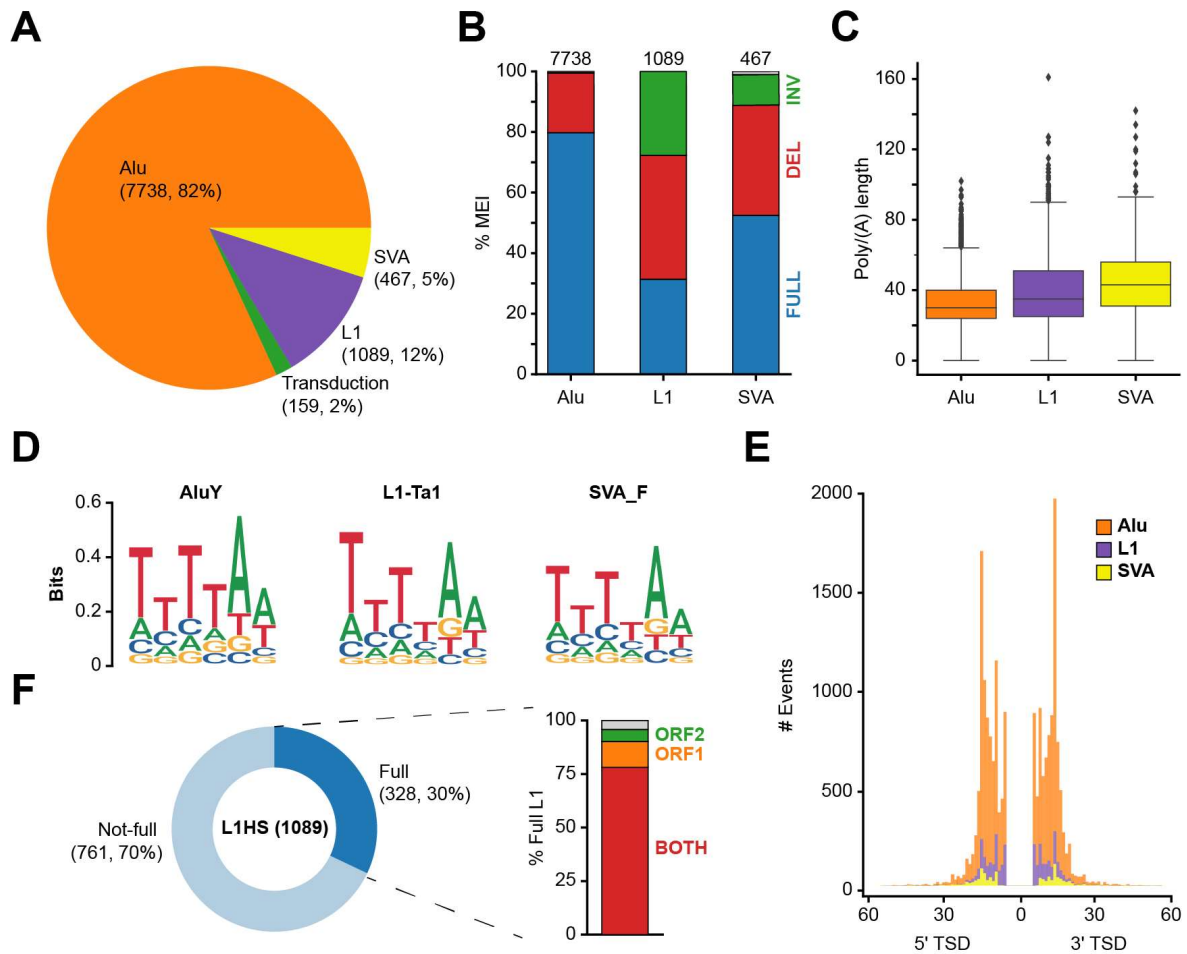 A
Alu
(7738, 82%)
SVA
(467, 5%)
L1
(1089, 12%)
Transduction
(159, 2%)
B
7738 1089 467
% MEI
100
80
60
40
20
0
Alu L1 SVA
INV
DEL
FULL
C
Poly/(A) length
160
120
80
40
0
Alu L1 SVA
D
AluY L1-Ta1 SVA_F
Bits
0.6
0.4
0.2
0
T A C G
T C A G
T C A G
T A G C
A T G C
A T C G
T A C G
T C A G
T C A G
T C A G
A G T C
A T C G
T A C G
T C A G
T C A G
T C A G
A G T C
A T C G
E
# Events
2000
1500
1000
500
0
Alu
L1
SVA
60 30 0 30 60
5' TSD 3' TSD
F
Full
(328, 30%)
L1HS (1089)
Not-full
(761, 70%)
% Full L1
100
75
50
25
0
ORF2
ORF1
BOTH